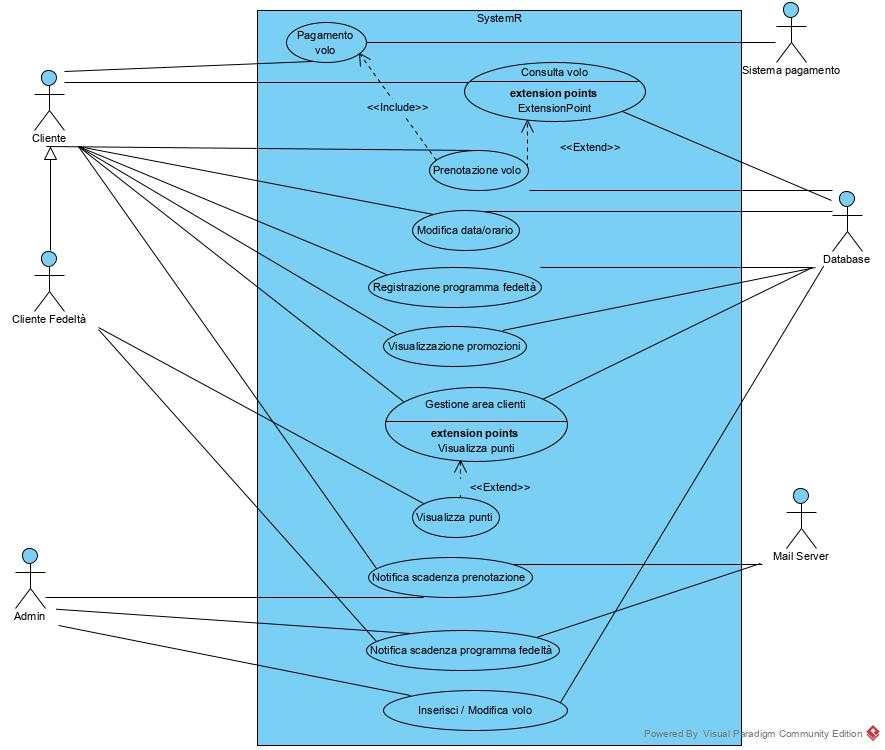 SystemR
Pagamento
volo
Sistema pagamento
Consulta volo
extension points
ExtensionPoint
<<Include>>
Cliente
<<Extend>>
Prenotazione volo
Modifica data/orario
Database
Registrazione programma fedeltà
Cliente Fedeltà
Visualizzazione promozioni
Gestione area clienti
extension points
Visualizza punti
<<Extend>>
Visualizza punti
Mail Server
Notifica scadenza prenotazione
Admin
Notifica scadenza programma fedeltà
Inserisci / Modifica volo
Powered By Visual Paradigm Community Edition